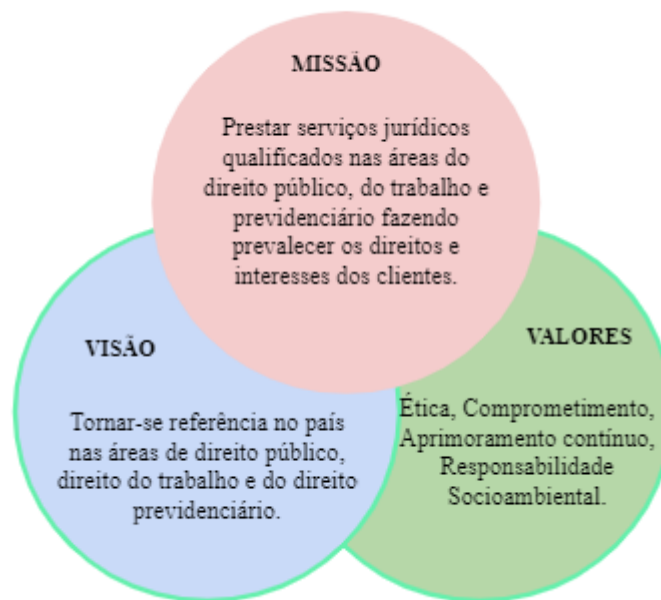 MISSÃO
Prestar serviços jurídicos
qualificados nas áreas do
direito público, do trabalho e
previdenciário fazendo
prevalecer os direitos e
interesses dos clientes.
VISÃO
Tornar-se referência no país
nas áreas de direito público,
direito do trabalho e do direito
previdenciário.
VALORES
Ética, Comprometimento,
Aprimoramento contínuo,
Responsabilidade
Socioambiental.